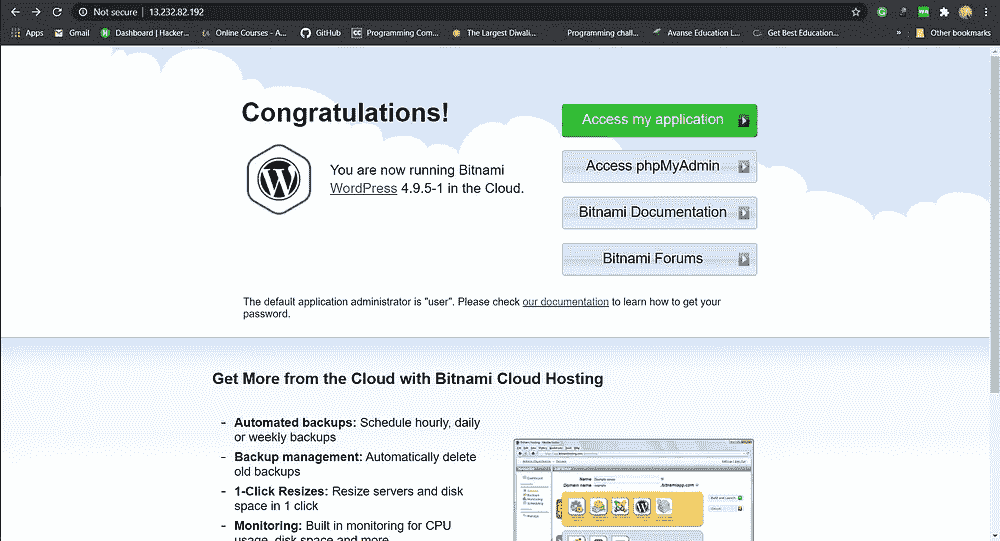 Not secure | 13.232.82.192
Apps Gmail Dashboard | Hacker... Online Courses - A... GitHub Programming Com... The Largest Diwali... Programming chall... Avanse Education L... Get Best Education... » Other bookmarks
Congratulations!
You are now running Bitnami
WordPress 4.9.5-1 in the Cloud.
Access my application
Access phpMyAdmin
Bitnami Documentation
Bitnami Forums
The default application administrator is "user". Please check our documentation to learn how to get your
password.
Get More from the Cloud with Bitnami Cloud Hosting
- Automated backups: Schedule hourly, daily
or weekly backups
- Backup management: Automatically delete
old backups
- 1-Click Resizes: Resize servers and disk
space in 1 click
- Monitoring: Built in monitoring for CPU
usage, disk space and more
Name
Domain name